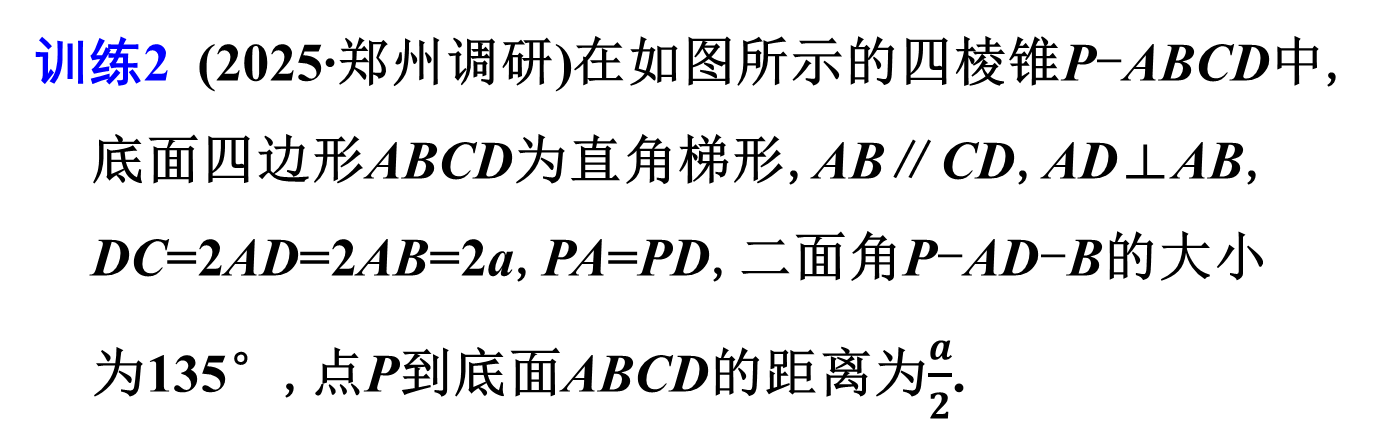 训练2 (2025·郑州调研)在如图所示的四棱锥P-ABCD中,
底面四边形ABCD为直角梯形,AB∥CD,AD⊥AB,
DC=2AD=2AB=2a,PA=PD,二面角P-AD-B的大小
为135°,点P到底面ABCD的距离为a/2.